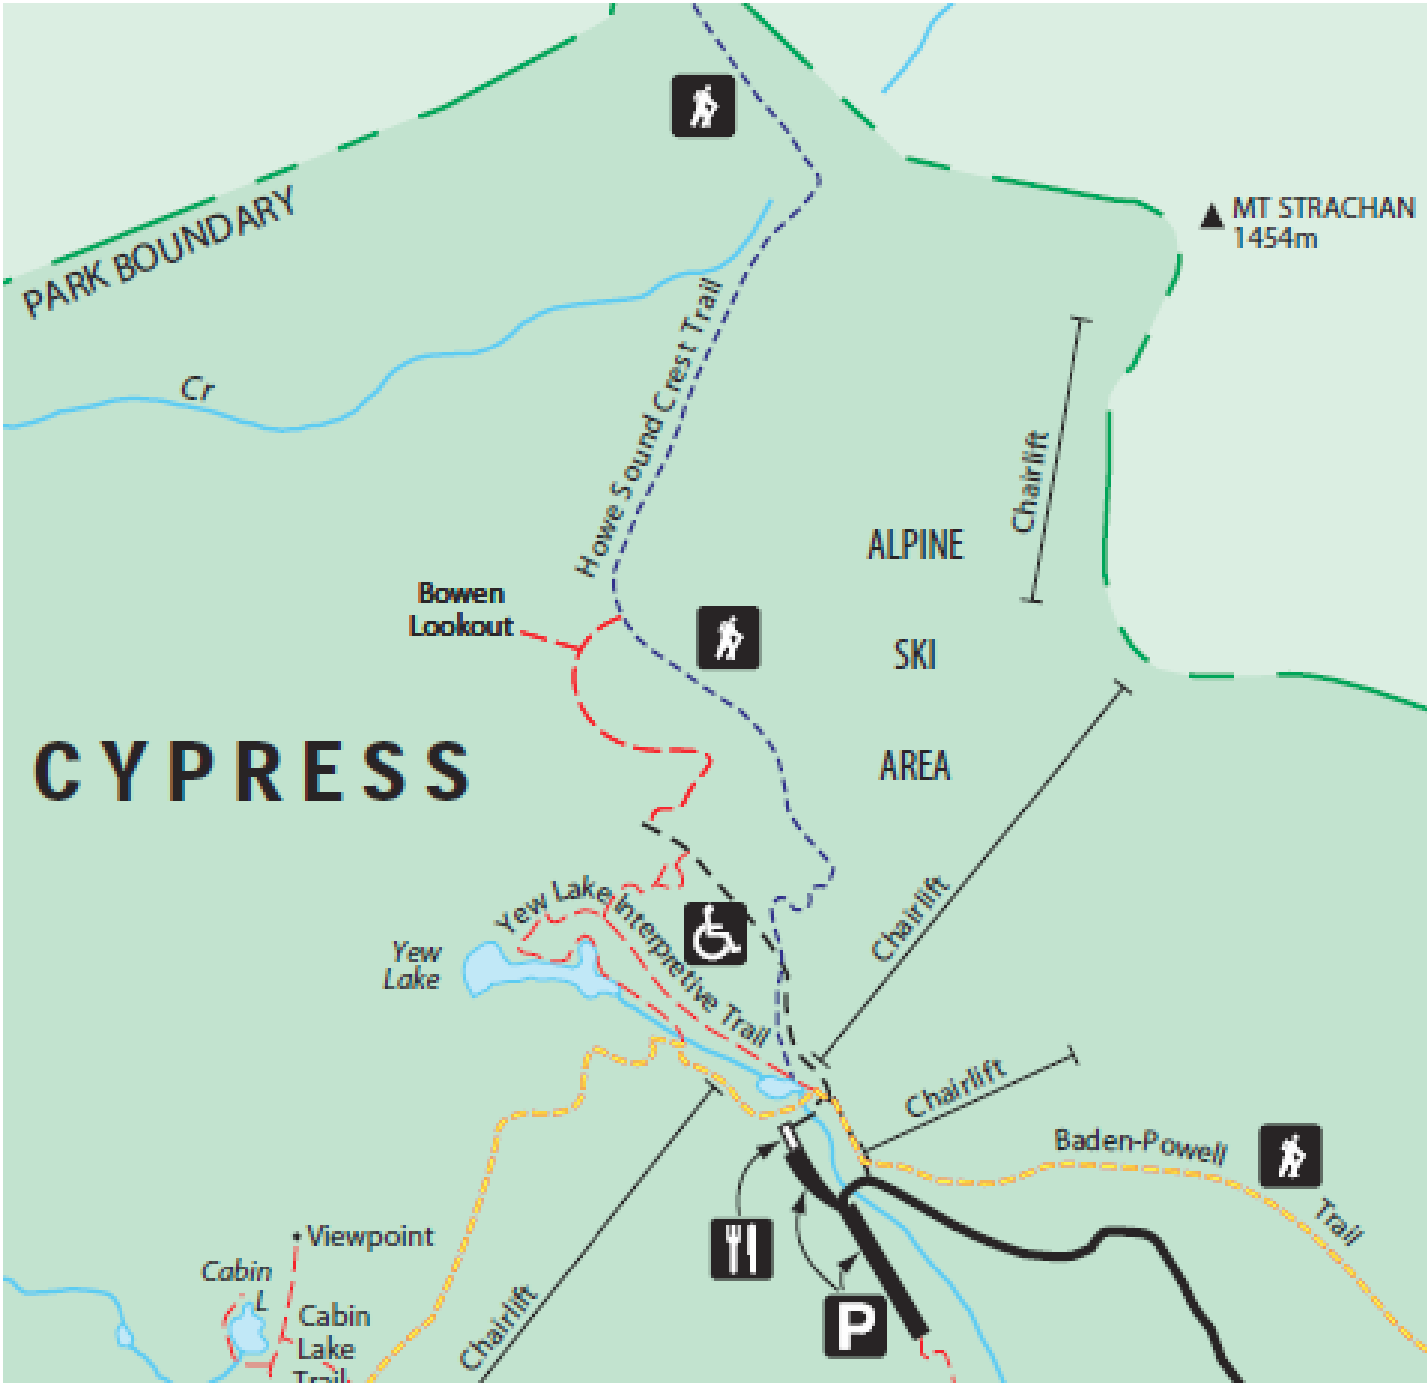 PARK BOUNDARY
MT STRACHAN
1454m
Cr
Howe Sound Crest Trail
Chairlift
ALPINE
SKI
AREA
Bowen
Lookout
CYPRESS
Yew Lake Interpretive Trail
Yew
Lake
Chairlift
Chairlift
Baden-Powell
Trail
Viewpoint
Cabin
L
Cabin
Lake
Trail
Chairlift
P